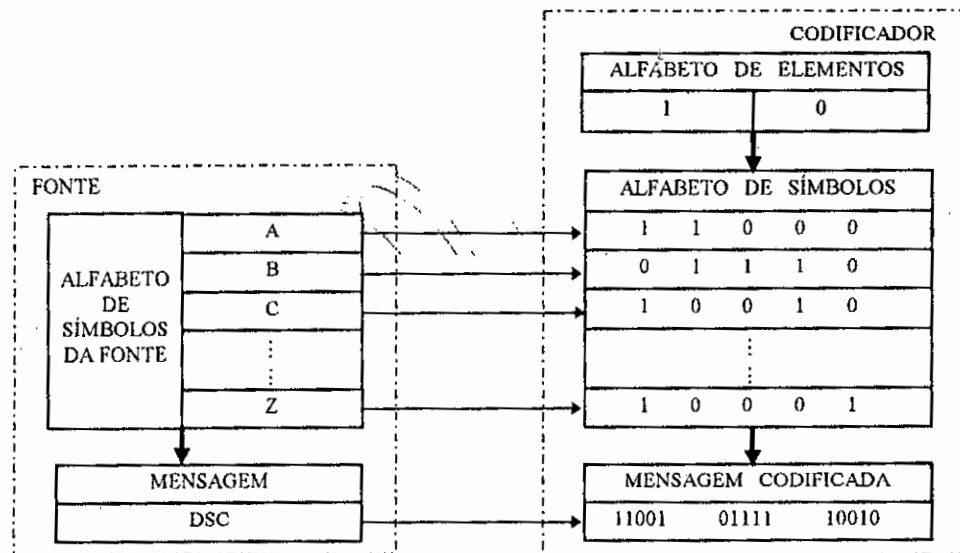 CODIFICADOR
ALFABETO DE ELEMENTOS
1 0
FONTE
ALFABETO DE SÍMBOLOS DA FONTE
A
B
C
Z
ALFABETO DE SÍMBOLOS
1 1 0 0 0
0 1 1 1 0
1 0 0 1 0
1 0 0 0 1
MENSAGEM
DSC
MENSAGEM CODIFICADA
11001 01111 10010